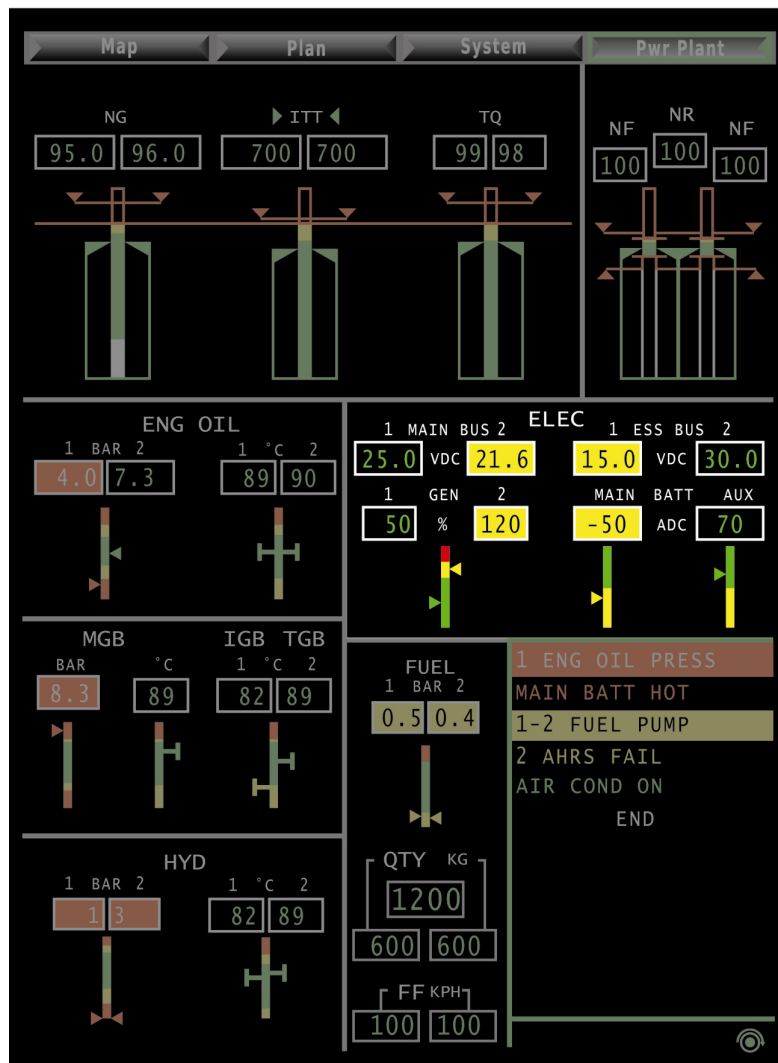 Map Plan System Pwr Plant
NG ITT TQ
95.0 96.0 700 700 99 98
NF NR NF
100 100 100
ENG OIL
1 BAR 2 1 °C 2
4.0 7.3 89 90
ELEC
1 MAIN BUS 2 1 ESS BUS 2
25.0 VDC 21.6 15.0 VDC 30.0
1 GEN 2 MAIN BATT AUX
50 % 120 -50 ADC 70
MGB IGB TGB
BAR °C 1 °C 2
8.3 89 82 89
FUEL
1 BAR 2
0.5 0.4
QTY KG
1200
600 600
FF KPH
100 100
1 ENG OIL PRESS
MAIN BATT HOT
1-2 FUEL PUMP
2 AHRS FAIL
AIR COND ON
END
HYD
1 BAR 2 1 °C 2
1 3 82 89